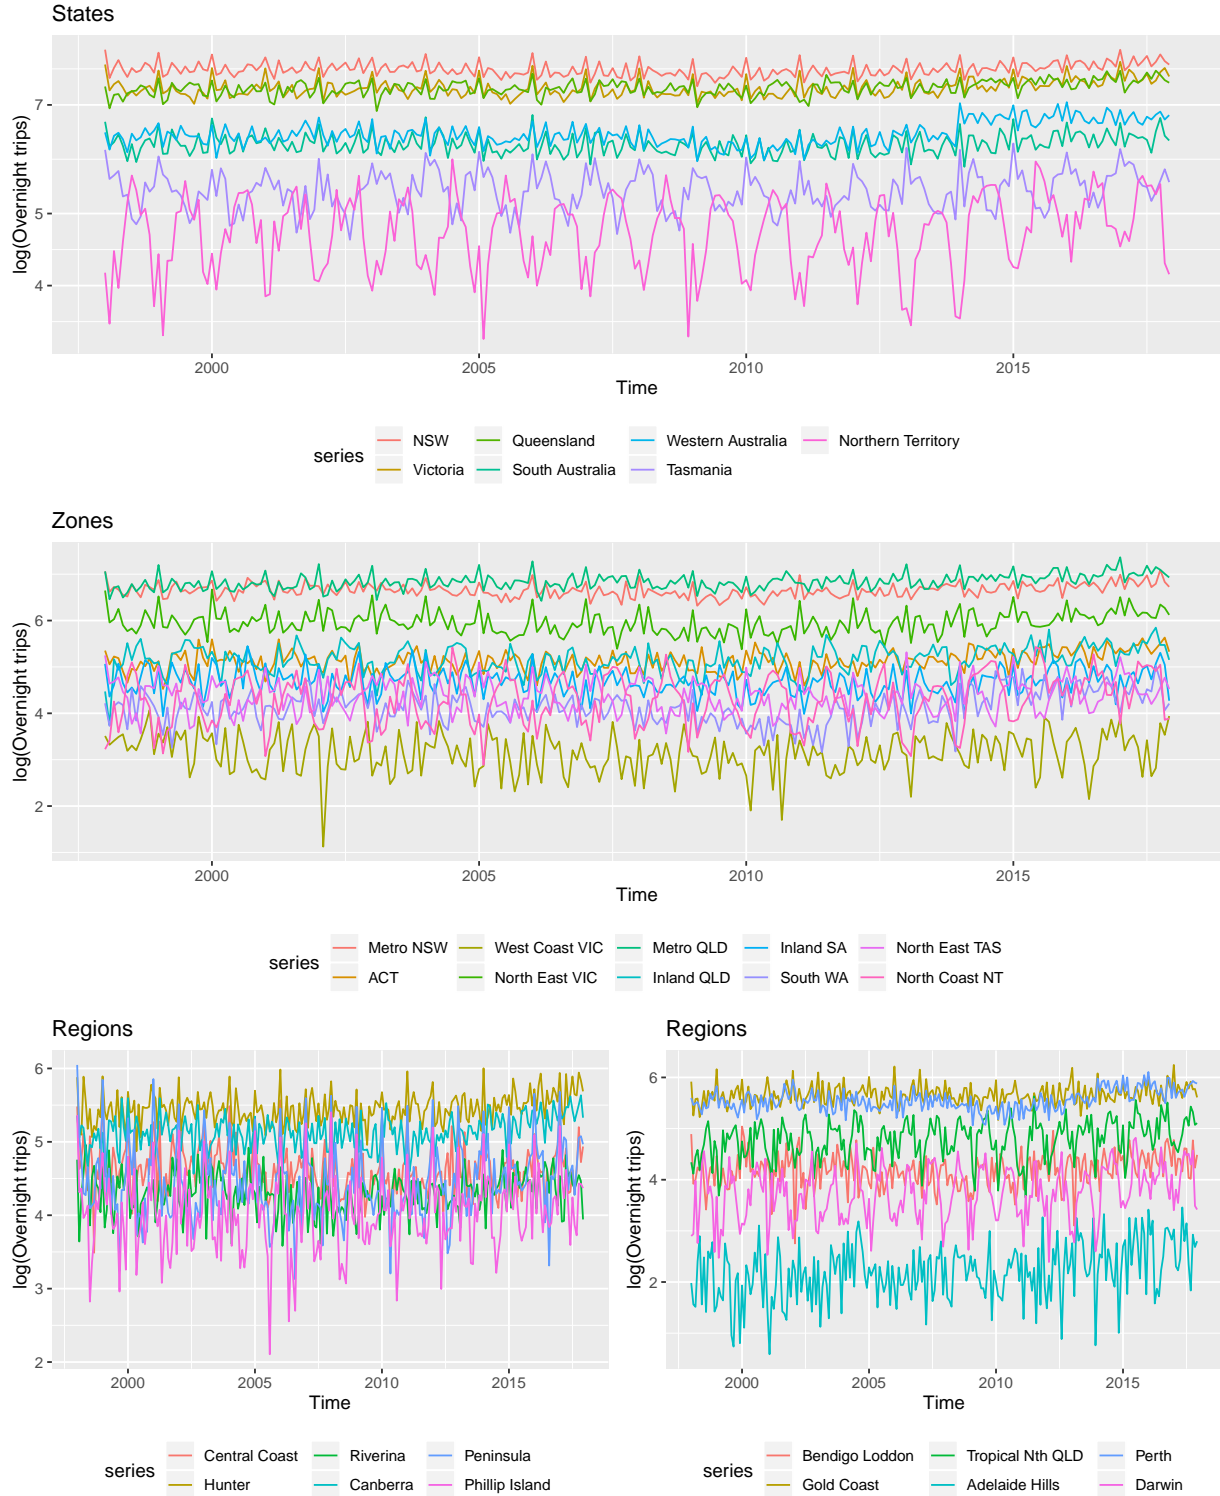 States
7
5
4
log(Overnight trips)
2000 2005 2010 2015
Time
series
NSW Queensland Western Australia Northern Territory
Victoria South Australia Tasmania
Zones
6
4
2
log(Overnight trips)
2000 2005 2010 2015
Time
series
Metro NSW West Coast VIC Metro QLD Inland SA North East TAS
ACT North East VIC Inland QLD South WA North Coast NT
Regions
6
5
4
3
2
log(Overnight trips)
2000 2005 2010 2015
Time
series
Central Coast Riverina Peninsula
Hunter Canberra Phillip Island
Regions
6
4
2
log(Overnight trips)
2000 2005 2010 2015
Time
series
Bendigo Loddon Tropical Nth QLD Perth
Gold Coast Adelaide Hills Darwin